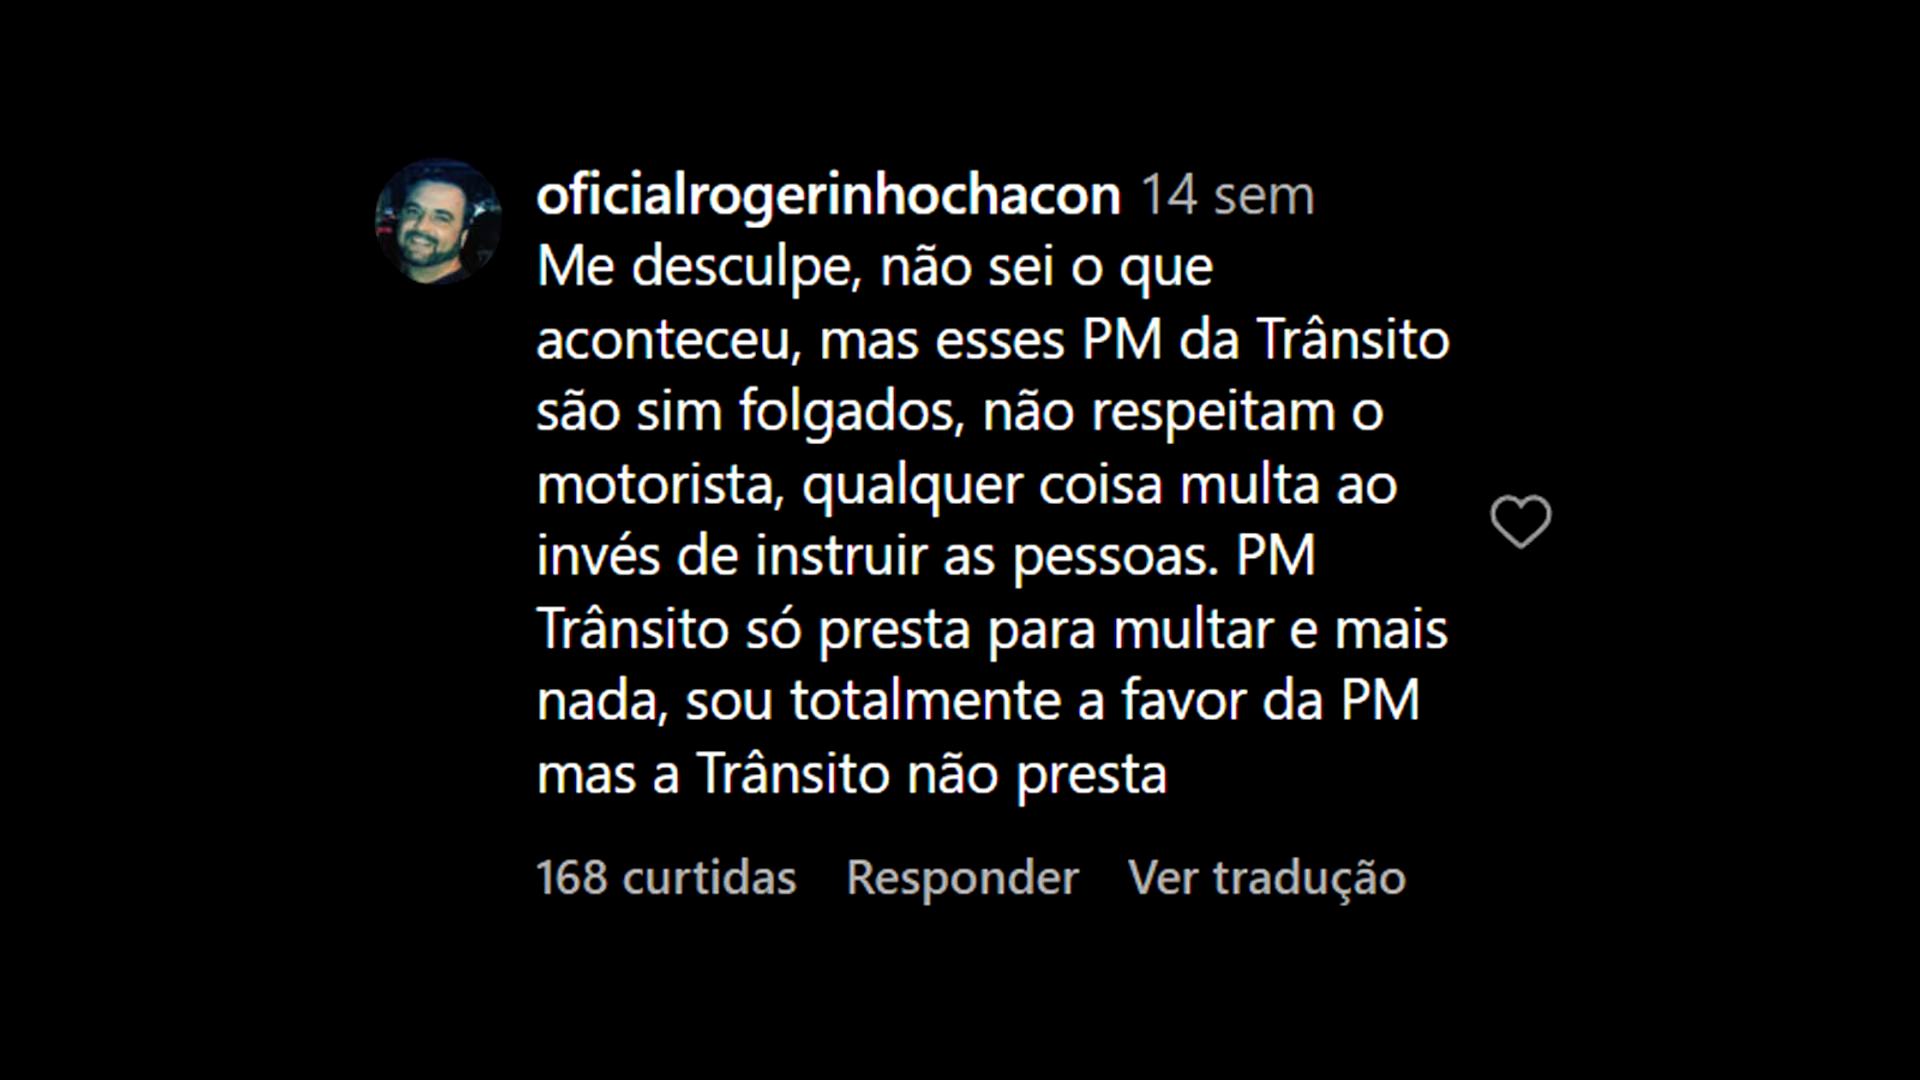 oficialrogerinhochacon 14 sem
Me desculpe, não sei o que
aconteceu, mas esses PM da Trânsito
são sim folgados, não respeitam o
motorista, qualquer coisa multa ao
invés de instruir as pessoas. PM
Trânsito só presta para multar e mais
nada, sou totalmente a favor da PM
mas a Trânsito não presta
168 curtidas Responder Ver tradução